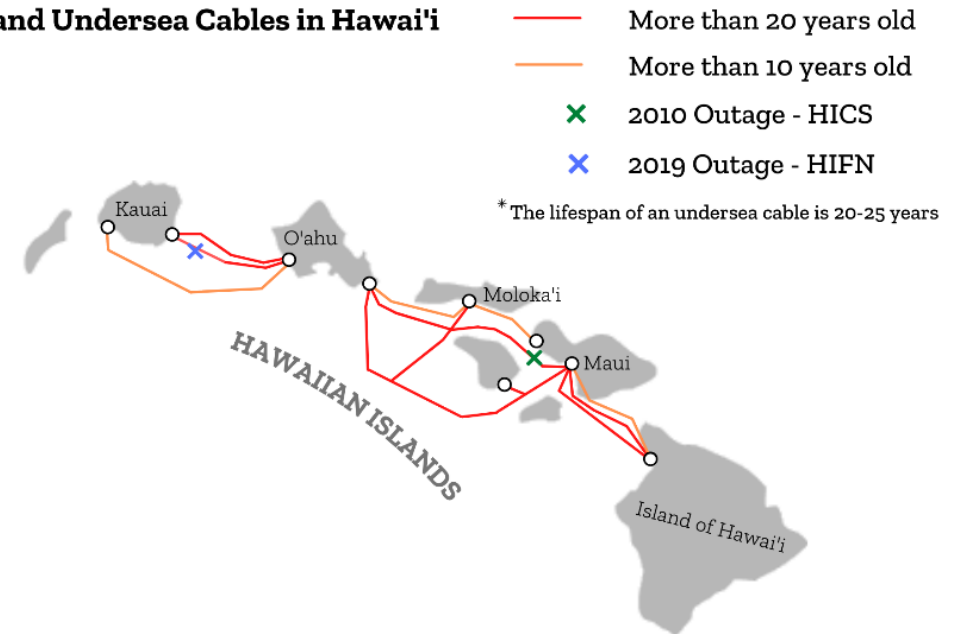 and Undersea Cables in Hawai'i
More than 20 years old
More than 10 years old
2010 Outage - HICS
2019 Outage - HIFN
* The lifespan of an undersea cable is 20-25 years
Kauai
O'ahu
Moloka'i
Maui
HAWAIIAN ISLANDS
Island of Hawai'i